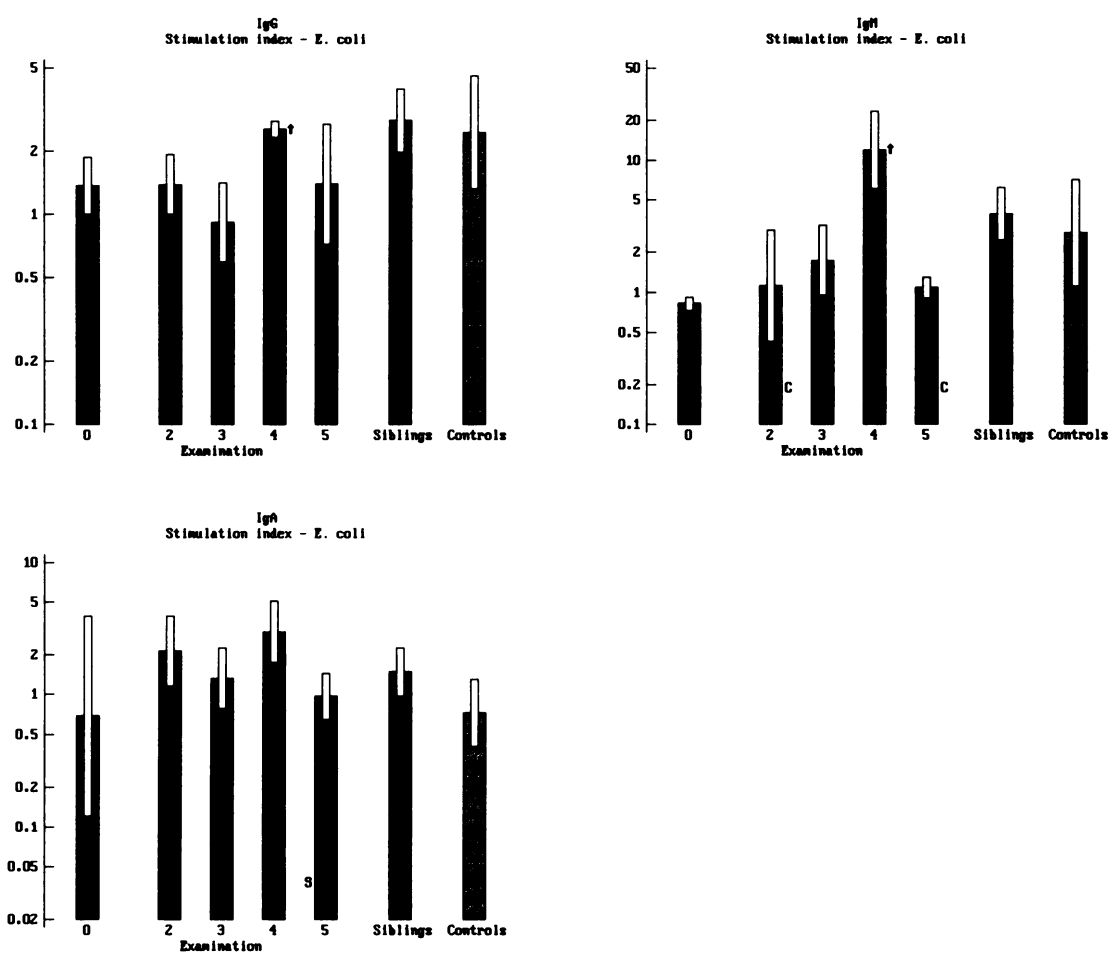 IgG
Stimulation index - E. coli
5
2
1
0.5
0.2
0.1
0 2 3 4 5 Siblings Controls
Examination
↑
IgM
Stimulation index - E. coli
50
20
10
5
2
1
0.5
0.2
0.1
↑
C C
0 2 3 4 5 Siblings Controls
Examination
IgA
Stimulation index - E. coli
10
5
2
1
0.5
0.2
0.1
0.05
0.02
S
0 2 3 4 5 Siblings Controls
Examination